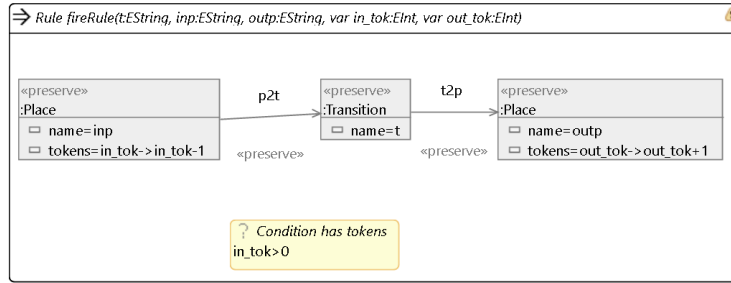 Rule fireRule(t:EString, inp:EString, outp:EString, var in_tok:EInt, var out_tok:EInt)
«preserve»
:Place
name=inp
tokens=in_tok->in_tok-1
p2t
«preserve»
«preserve»
:Transition
name=t
t2p
«preserve»
«preserve»
:Place
name=outp
tokens=out_tok->out_tok+1
? Condition has tokens
in_tok>0